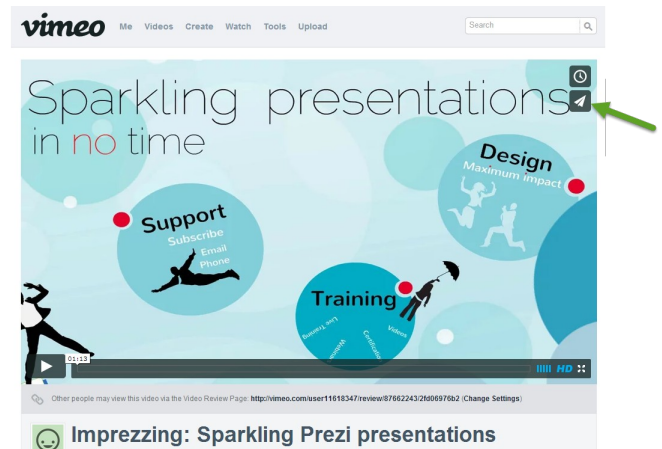 vimeo Me Videos Create Watch Tools Upload Search
Sparkling presentations
in no time
Design
Maximum impact
Support
Subscribe
Email
Phone
Training
Live Training
Webinar
Certification
Videos
01:13
HD
Other people may view this video via the Video Review Page: http://vimeo.com/user11618347/review/87662243/2fd06976b2 (Change Settings)
Imprezzing: Sparkling Prezi presentations